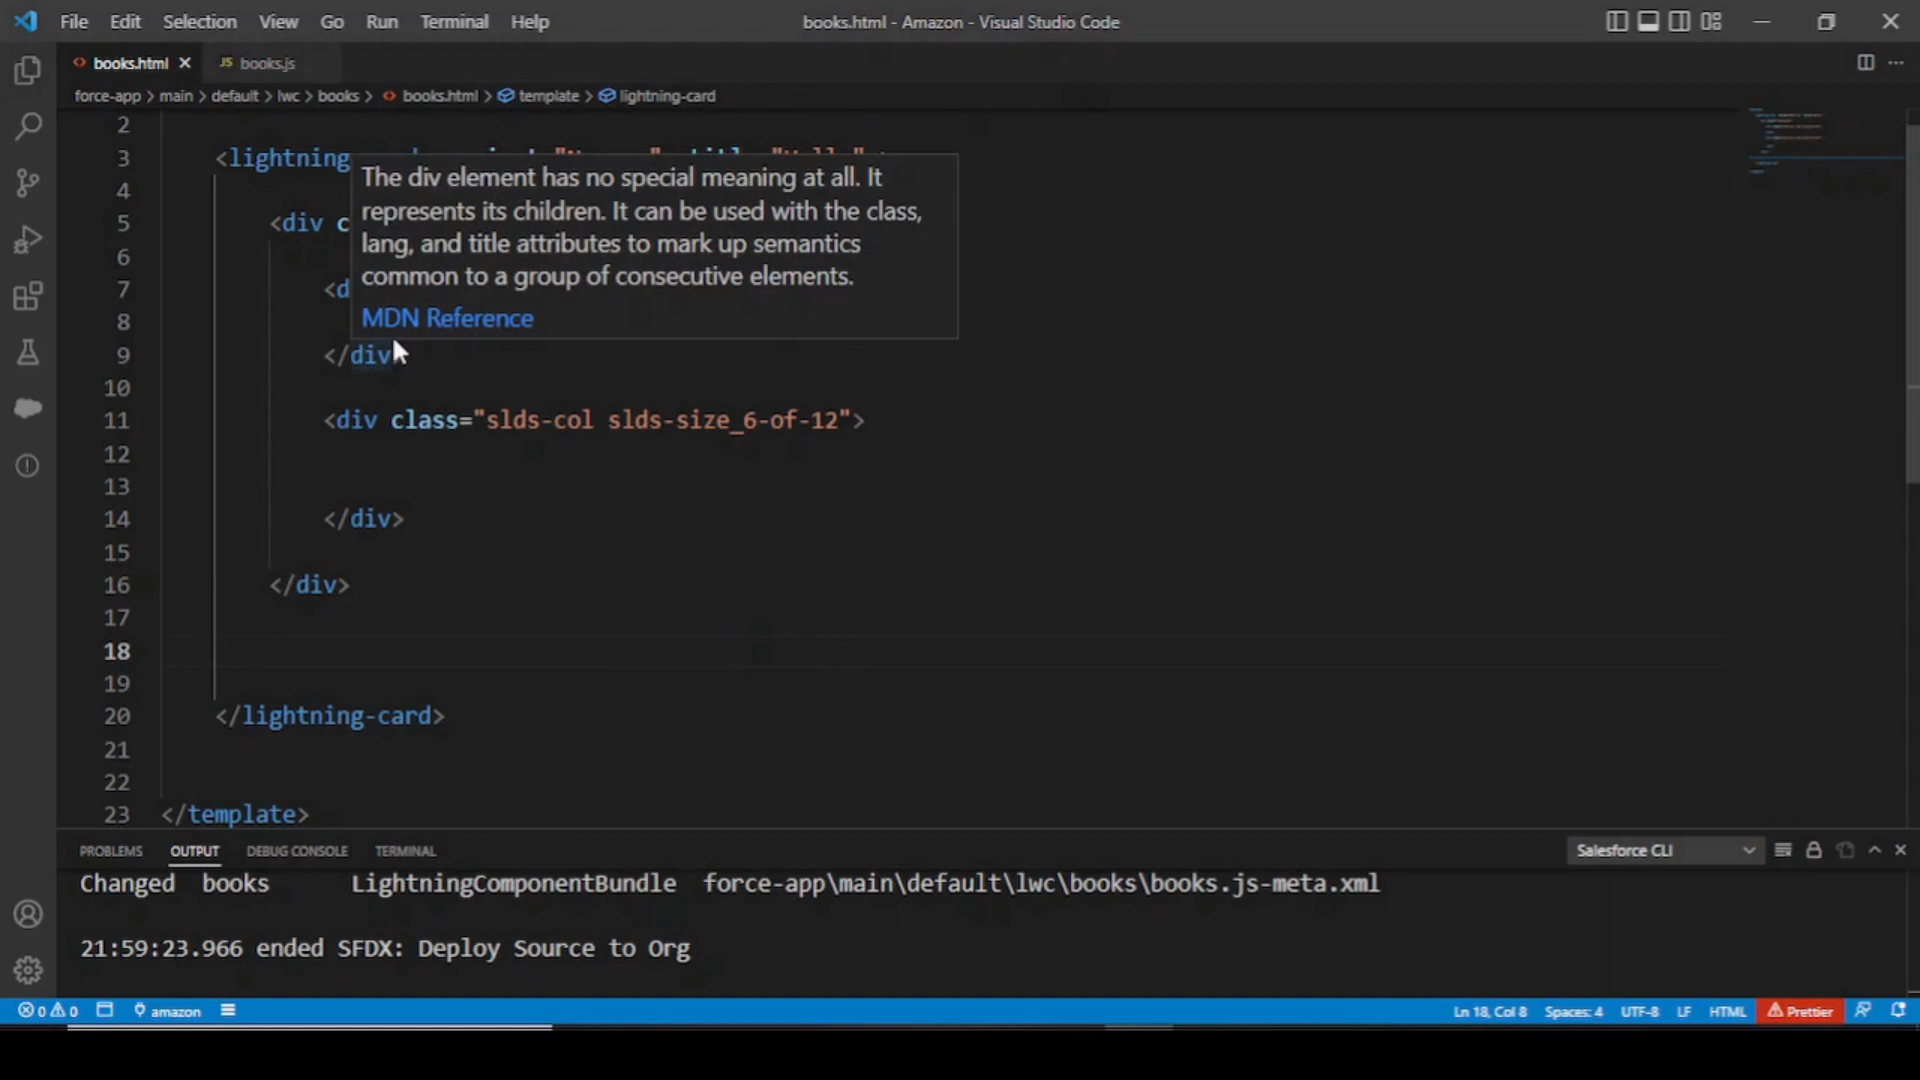 File Edit Selection View Go Run Terminal Help books.html - Amazon - Visual Studio Code
books.html JS books.js
force-app > main > default > lwc > books > books.html > template > lightning-card
2
3 <lightning-
The div element has no special meaning at all. It
represents its children. It can be used with the class,
lang, and title attributes to mark up semantics
common to a group of consecutive elements.
MDN Reference
4
5 <div c
6
7 <d
8
9 </div
10
11 <div class="slds-col slds-size_6-of-12">
12
13
14 </div>
15
16 </div>
17
18
19
20 </lightning-card>
21
22
23 </template>
PROBLEMS OUTPUT DEBUG CONSOLE TERMINAL Salesforce CLI
Changed books LightningComponentBundle force-app\main\default\lwc\books\books.js-meta.xml
21:59:23.966 ended SFDX: Deploy Source to Org
0 0 amazon Ln 18, Col 8 Spaces: 4 UTF-8 LF HTML Prettier